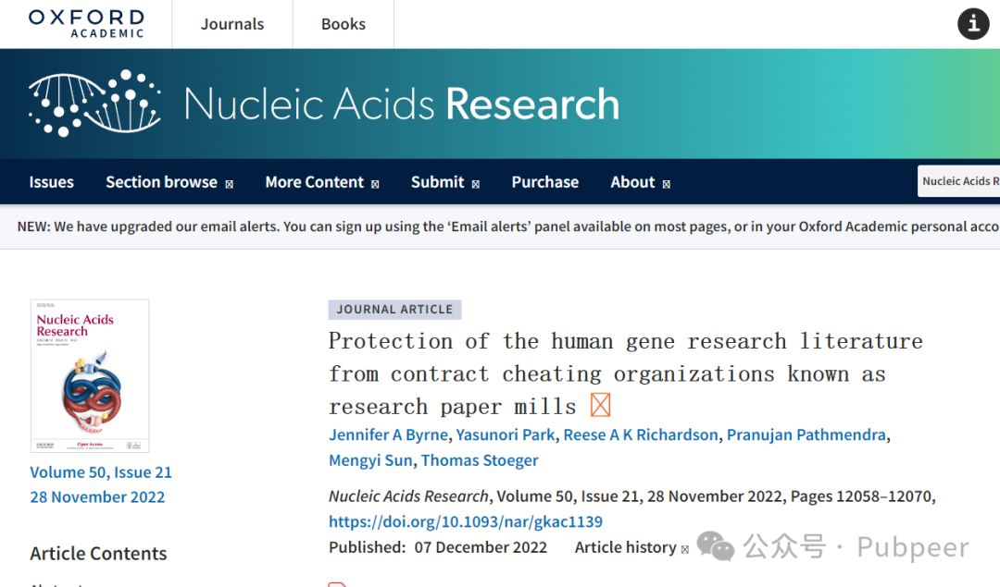 OXFORD
ACADEMIC
Journals
Books
Nucleic Acids Research
Issues
Section browse
More Content
Submit
Purchase
About
Nucleic Acids R
NEW: We have upgraded our email alerts. You can sign up using the ‘Email alerts’ panel available on most pages, or in your Oxford Academic personal acco
Nucleic Acids
Research
Volume 50, Issue 21
28 November 2022
Article Contents
JOURNAL ARTICLE
Protection of the human gene research literature
from contract cheating organizations known as
research paper mills
Jennifer A Byrne, Yasunori Park, Reese A K Richardson, Pranujan Pathmendra,
Mengyi Sun, Thomas Stoeger
Nucleic Acids Research, Volume 50, Issue 21, 28 November 2022, Pages 12058–12070,
https://doi.org/10.1093/nar/gkac1139
Published: 07 December 2022
Article history
公众号 · Pubpeer